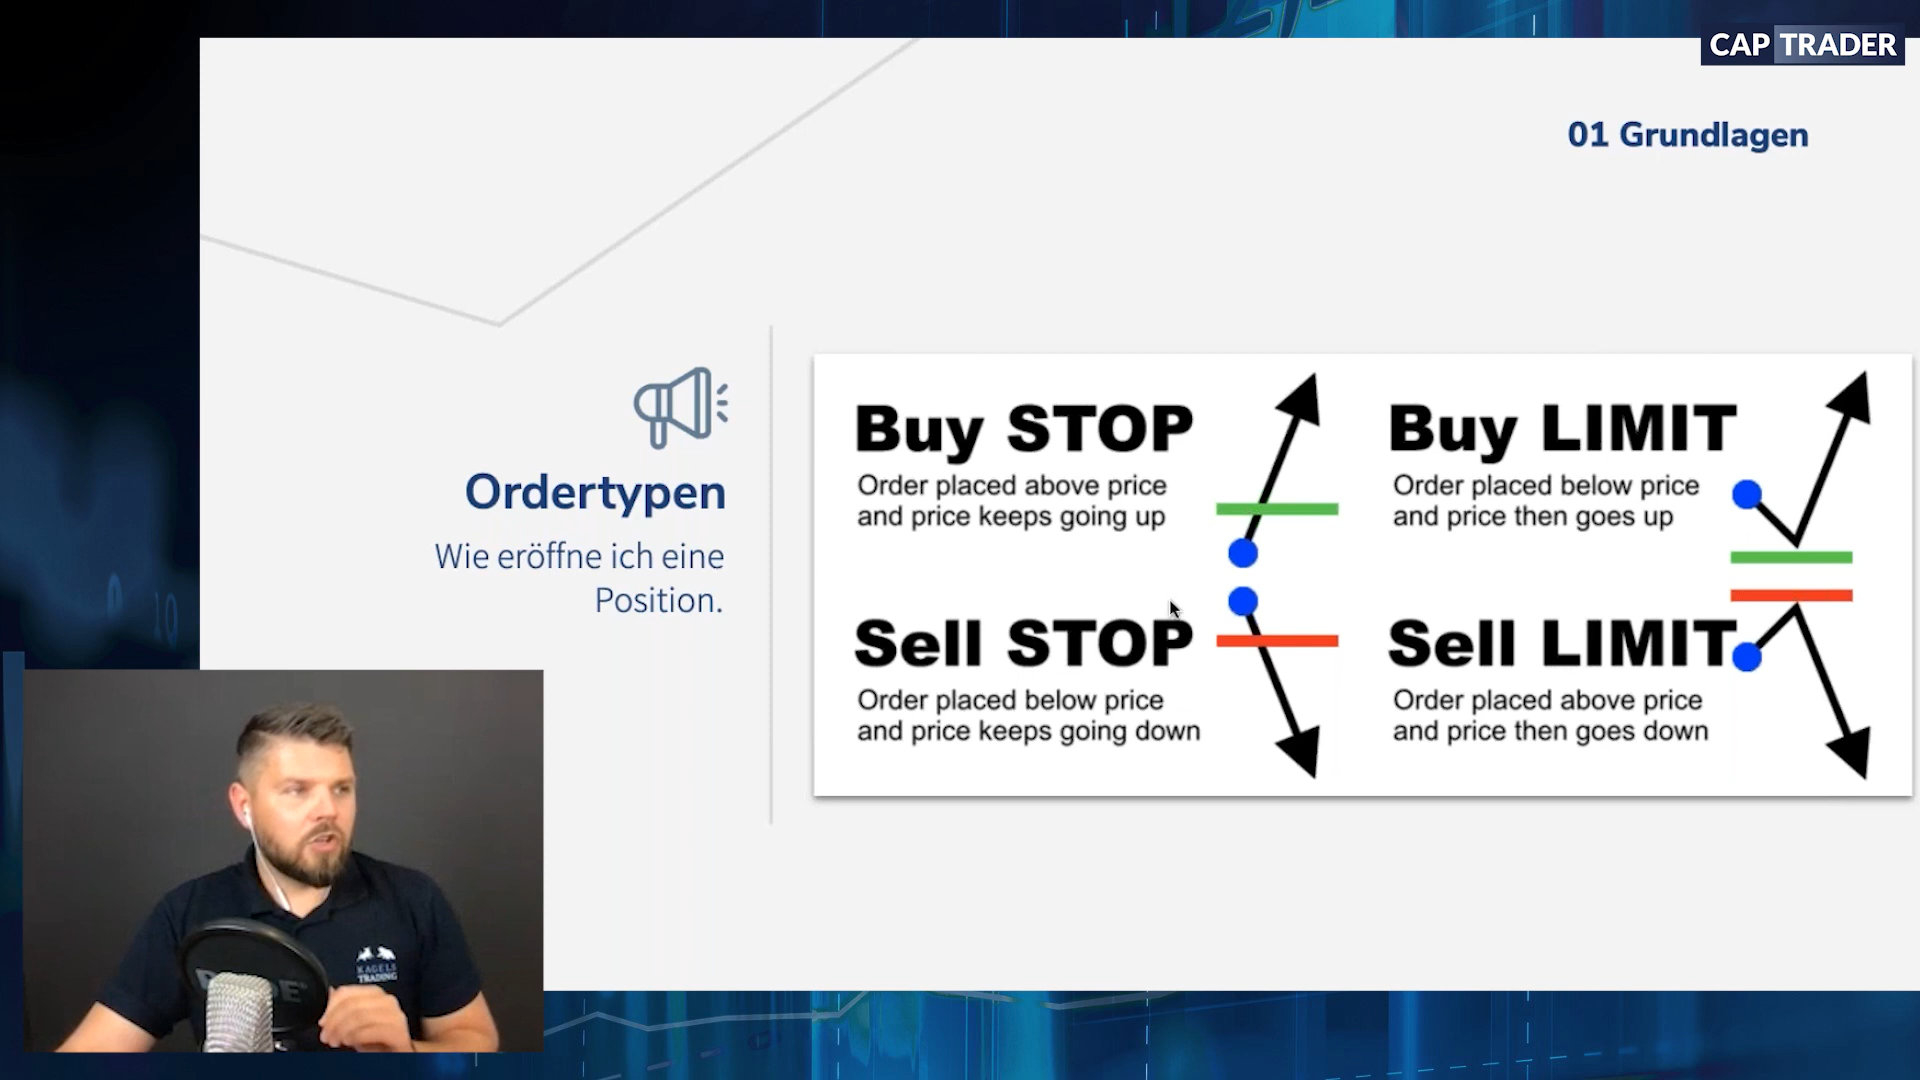 CAP TRADER
01 Grundlagen
Ordertypen
Wie eröffne ich eine
Position.
Buy STOP
Order placed above price
and price keeps going up
Buy LIMIT
Order placed below price
and price then goes up
Sell STOP
Order placed below price
and price keeps going down
Sell LIMIT
Order placed above price
and price then goes down
KAGELS
TRADING